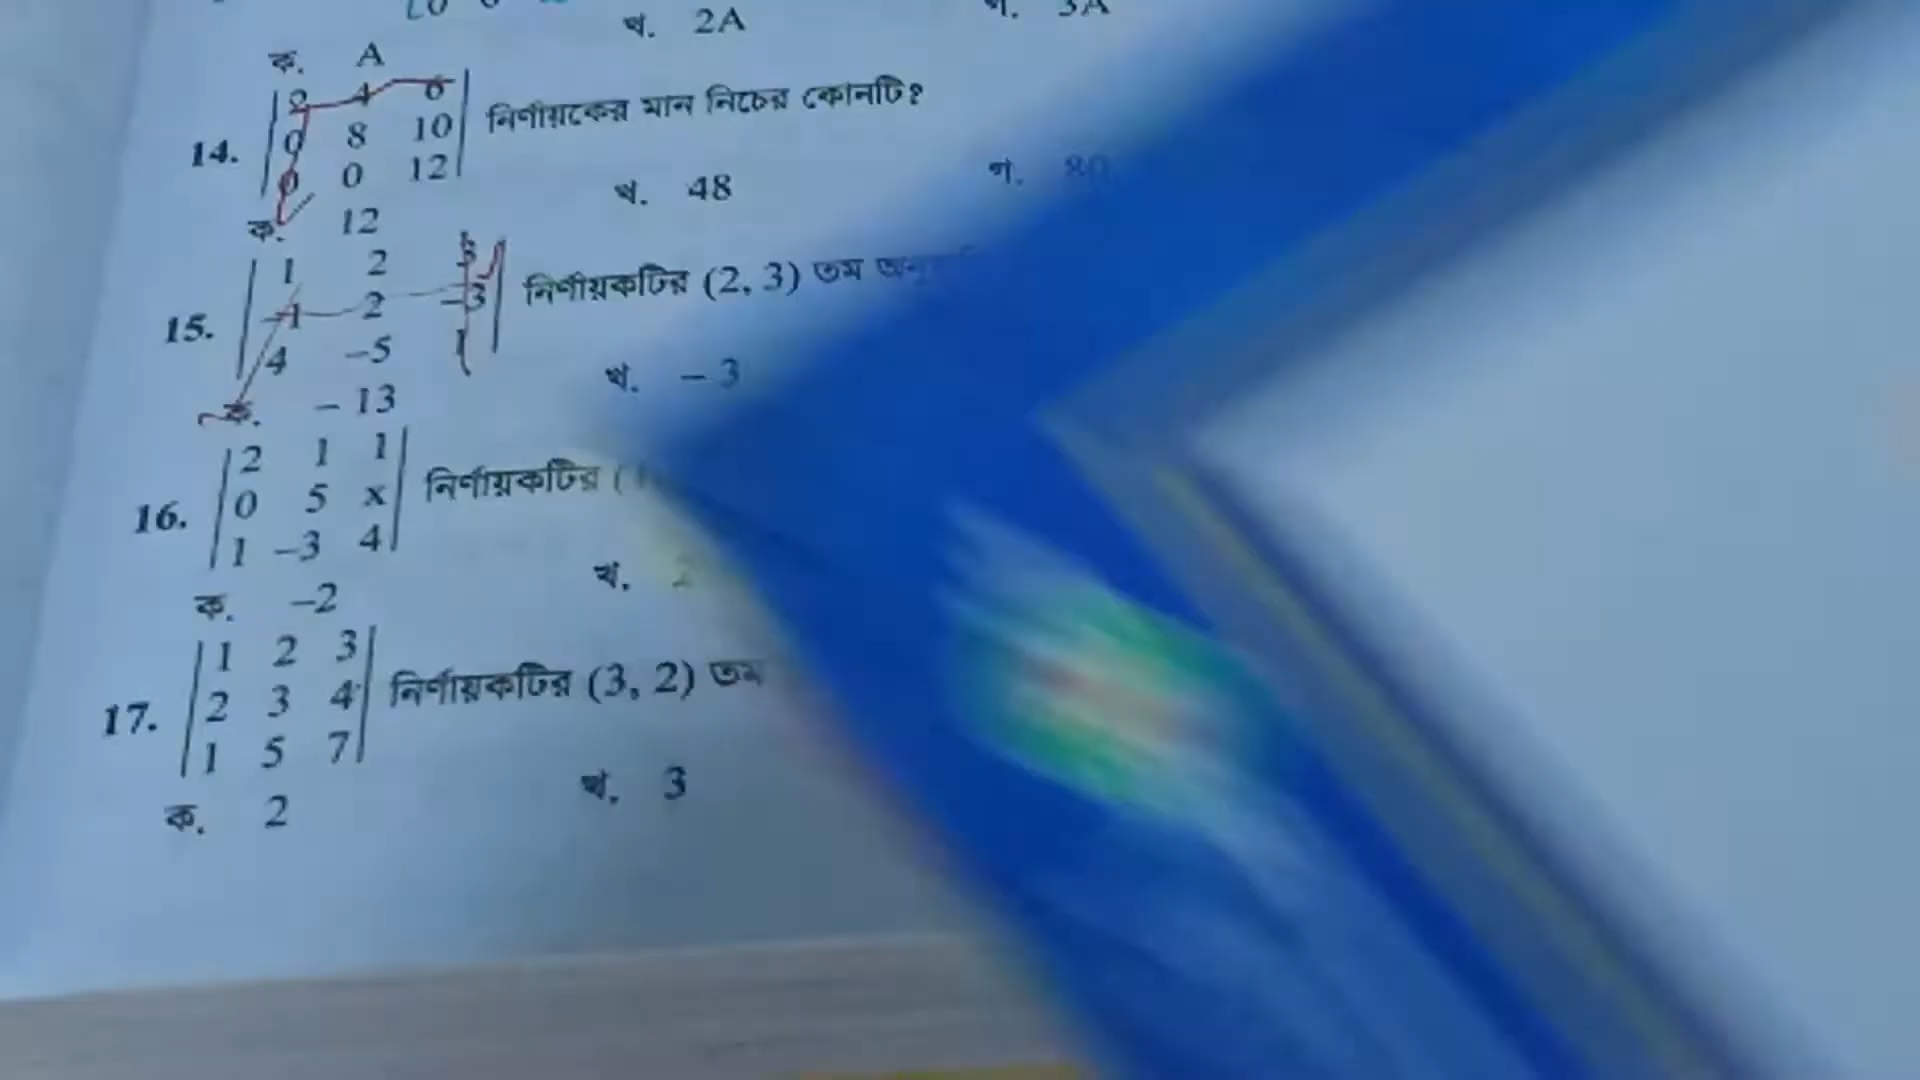 খ. 2A গ. 3A
ক. A
14. | 2 4 6 |
| 0 8 10 | নির্ণায়কের মান নিচের কোনটি?
| 0 0 12 |
ক. 12 খ. 48 গ. 80
15. | 1 2 3 |
| -1 2 -3 | নির্ণায়কটির (2, 3) তম
| 4 -5 1 |
ক. - 13 খ. - 3
16. | 2 1 1 |
| 0 5 x | নির্ণায়কটির (
| 1 -3 4 |
ক. -2 খ. 2
17. | 1 2 3 |
| 2 3 4 | নির্ণায়কটির (3, 2) তম
| 1 5 7 |
ক. 2 খ. 3